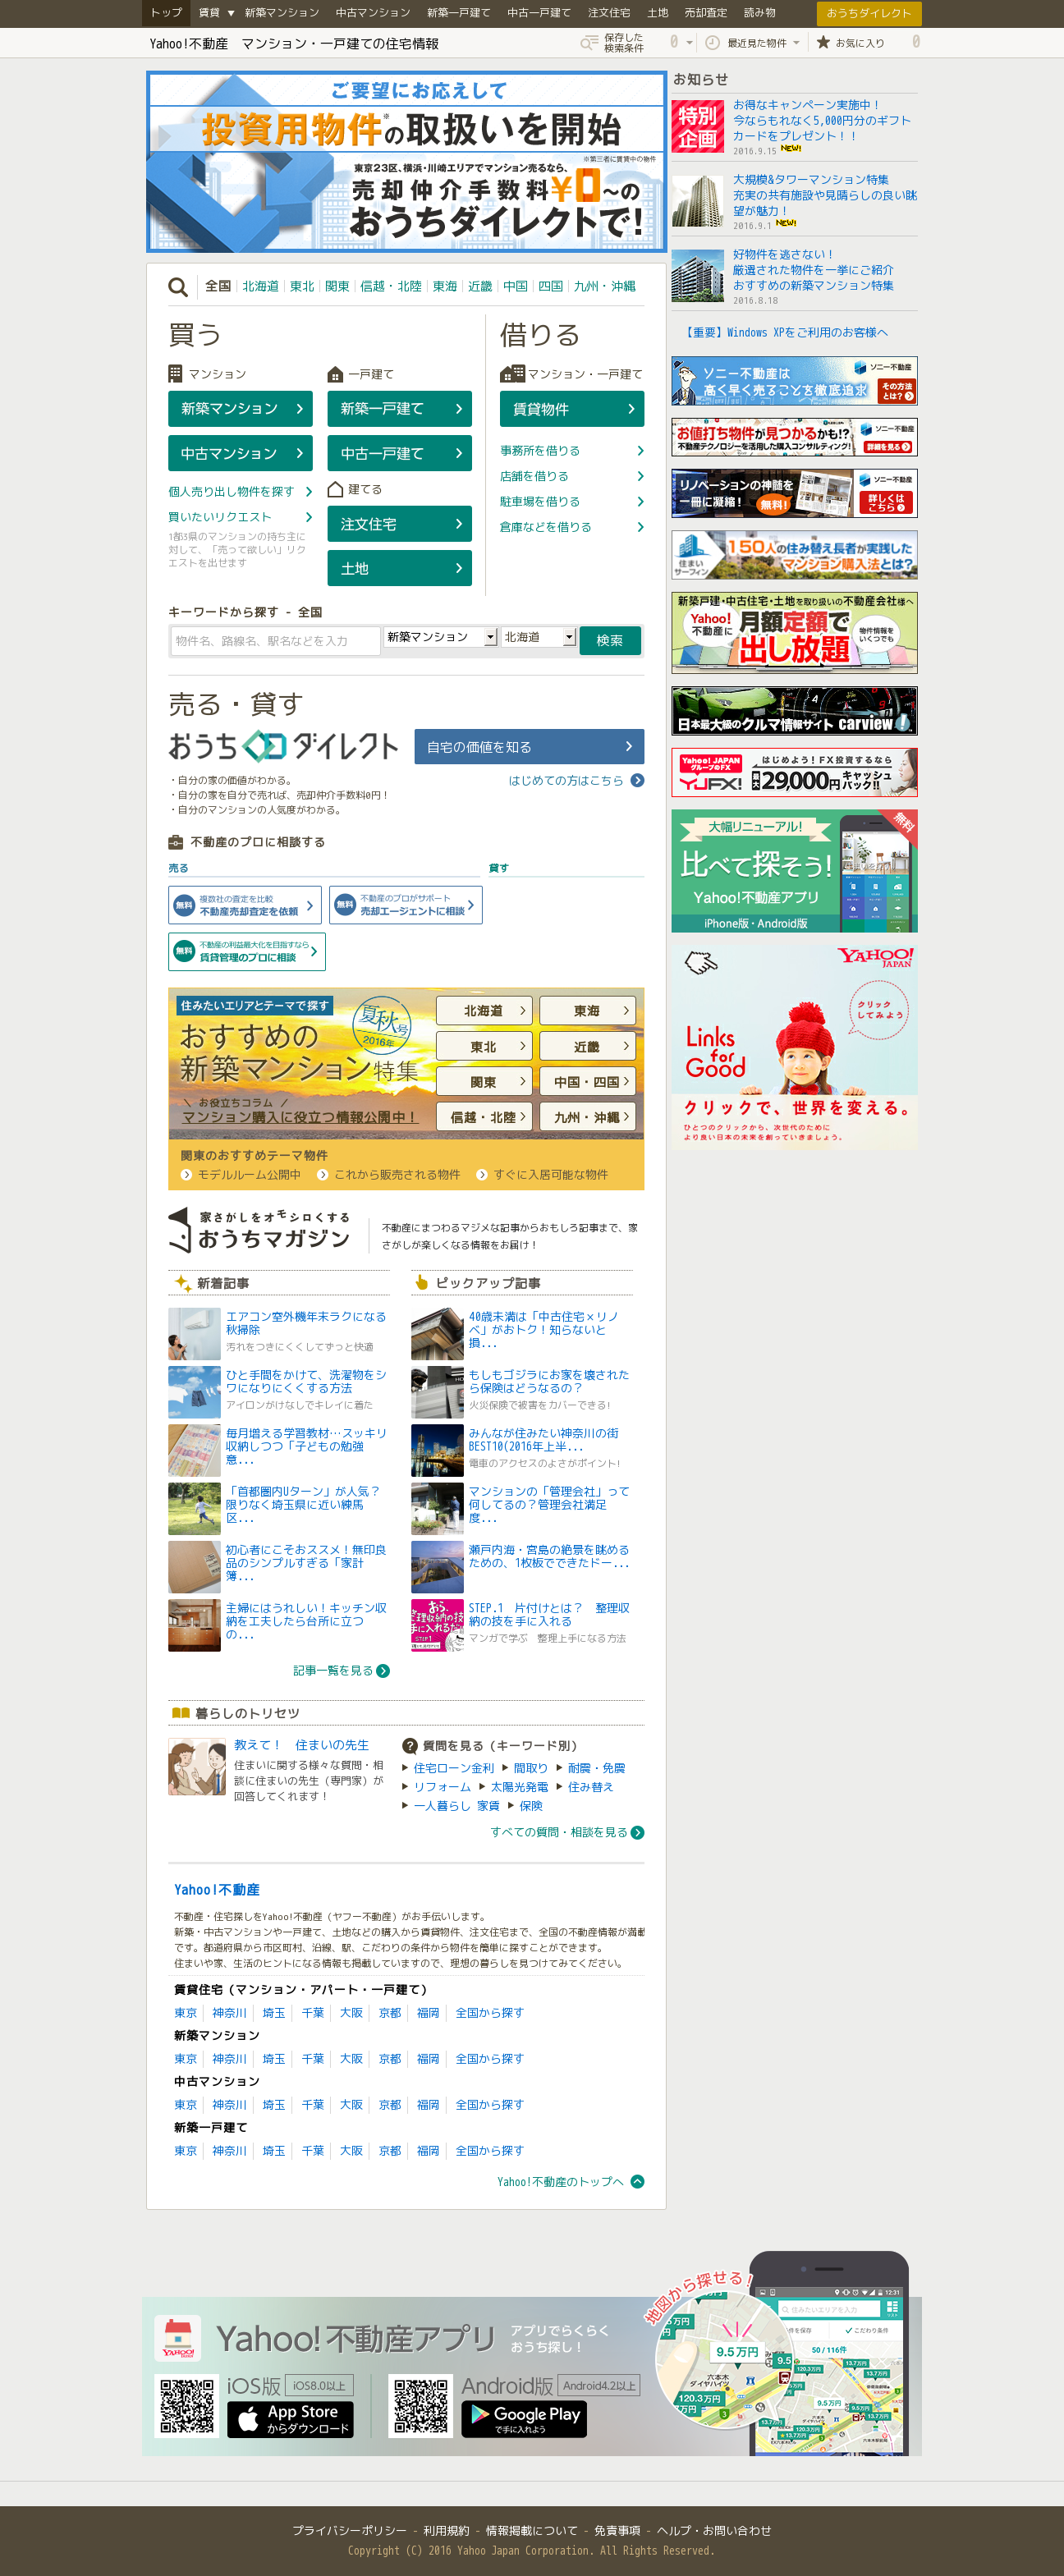 トップ 賃貸 ▼ 新築マンション 中古マンション 新築一戸建て 中古一戸建て 注文住宅 土地 売却査定 読み物 おうちダイレクト
Yahoo!不動産 マンション・一戸建ての住宅情報
保存した
検索条件 0 最近見た物件 お気に入り 0
ご要望にお応えして
投資用物件※の取扱いを開始
※第三者に賃貸中の物件
東京23区、横浜・川崎エリアでマンション売るなら、
売却仲介手数料¥0~の
おうちダイレクトで!
全国 北海道 東北 関東 信越・北陸 東海 近畿 中国 四国 九州・沖縄
買う
マンション
新築マンション
中古マンション
個人売り出し物件を探す
買いたいリクエスト
1都3県のマンションの持ち主に
対して、「売って欲しい」リク
エストを出せます
一戸建て
新築一戸建て
中古一戸建て
建てる
注文住宅
土地
借りる
マンション・一戸建て
賃貸物件
事務所を借りる
店舗を借りる
駐車場を借りる
倉庫などを借りる
キーワードから探す - 全国
物件名、路線名、駅名などを入力 新築マンション 北海道 検索
売る・貸す
おうちダイレクト
自宅の価値を知る
・自分の家の価値がわかる。
・自分の家を自分で売れば、売却仲介手数料0円!
・自分のマンションの人気度がわかる。
はじめての方はこちら
不動産のプロに相談する
売る
貸す
無料 複数社の査定を比較
不動産売却査定を依頼
無料 不動産のプロがサポート
売却エージェントに相談
無料 不動産の利益最大化を目指すなら
賃貸管理のプロに相談
住みたいエリアとテーマで探す
おすすめの
新築マンション特集
夏秋号
2016年
\ お役立ちコラム /
マンション購入に役立つ情報公開中!
北海道 東海
東北 近畿
関東 中国・四国
信越・北陸 九州・沖縄
関東のおすすめテーマ物件
モデルルーム公開中 これから販売される物件 すぐに入居可能な物件
家さがしをオモシロくする
おうちマガジン
不動産にまつわるマジメな記事からおもしろ記事まで、家
さがしが楽しくなる情報をお届け!
新着記事
エアコン室外機年末ラクになる
秋掃除
汚れをつきにくくしてずっと快適
ひと手間をかけて、洗濯物をシ
ワになりにくくする方法
アイロンがけなしでキレイに着た
毎月増える学習教材…スッキリ
収納しつつ「子どもの勉強
意...
「首都圏内Uターン」が人気?
限りなく埼玉県に近い練馬
区...
初心者にこそおススメ!無印良
品のシンプルすぎる「家計
簿...
主婦にはうれしい!キッチン収
納を工夫したら台所に立つ
の...
記事一覧を見る
ピックアップ記事
40歳未満は「中古住宅×リノ
ベ」がおトク!知らないと
損...
もしもゴジラにお家を壊された
ら保険はどうなるの?
火災保険で被害をカバーできる!
みんなが住みたい神奈川の街
BEST10(2016年上半...
電車のアクセスのよさがポイント!
マンションの「管理会社」って
何してるの?管理会社満足
度...
瀬戸内海・宮島の絶景を眺める
ための、1枚板でできたドー...
STEP.1 片付けとは? 整理収
納の技を手に入れる
マンガで学ぶ 整理上手になる方法
暮らしのトリセツ
教えて! 住まいの先生
住まいに関する様々な質問・相
談に住まいの先生(専門家)が
回答してくれます!
質問を見る(キーワード別)
住宅ローン金利 間取り 耐震・免震
リフォーム 太陽光発電 住み替え
一人暮らし 家賃 保険
すべての質問・相談を見る
Yahoo!不動産
不動産・住宅探しをYahoo!不動産(ヤフー不動産)がお手伝いします。
新築・中古マンションや一戸建て、土地などの購入から賃貸物件、注文住宅まで、全国の不動産情報が満載
です。都道府県から市区町村、沿線、駅、こだわりの条件から物件を簡単に探すことができます。
住まいや家、生活のヒントになる情報も掲載していますので、理想の暮らしを見つけてみてください。
賃貸住宅(マンション・アパート・一戸建て)
東京 神奈川 埼玉 千葉 大阪 京都 福岡 全国から探す
新築マンション
東京 神奈川 埼玉 千葉 大阪 京都 福岡 全国から探す
中古マンション
東京 神奈川 埼玉 千葉 大阪 京都 福岡 全国から探す
新築一戸建て
東京 神奈川 埼玉 千葉 大阪 京都 福岡 全国から探す
Yahoo!不動産のトップへ
お知らせ
特別
企画
お得なキャンペーン実施中!
今ならもれなく5,000円分のギフト
カードをプレゼント!!
2016.9.15 NEW!
大規模&タワーマンション特集
充実の共有施設や見晴らしの良い眺
望が魅力!
2016.9.1 NEW!
好物件を逃さない!
厳選された物件を一挙にご紹介
おすすめの新築マンション特集
2016.8.18
【重要】Windows XPをご利用のお客様へ
ソニー不動産は
高く早く売ることを徹底追求
ソニー不動産
その方法とは?
お値打ち物件が見つかるかも!?
不動産テクノロジーを活用した購入コンサルティング!
ソニー不動産
詳細を見る
リノベーションの神髄を
一冊に凝縮! 無料!
ソニー不動産
詳しくはこちら
住まいサーフィン
150人の住み替え長者が実践した
マンション購入法とは?
新築戸建・中古住宅・土地を取り扱いの不動産会社様へ
Yahoo!不動産に
月額定額で
出し放題
物件情報をいくつでも
日本最大級のクルマ情報サイト carview!
Yahoo! JAPANグループのFX
YJFX!
はじめよう!FX投資するなら
最大29,000円キャッシュバック!!
無料
大幅リニューアル!
比べて探そう!
Yahoo!不動産アプリ
iPhone版・Android版
YAHOO!
JAPAN
クリックしてみよう
Links
for
Good
クリックで、世界を変える。
ひとつのクリックから、次世代のために
より良い日本の未来を創っていきましょう。
Yahoo!不動産アプリ
アプリでらくらく
おうち探し!
iOS版 iOS8.0以上
App Store
からダウンロード
Android版 Android4.2以上
Google Play
で手に入れよう
地図から探せる!
12:31
住みたいエリアを入力
こだわり条件
50 / 116件
9.5万円
六本木
ダイヤハイツ
120.3万円
プライバシーポリシー - 利用規約 - 情報掲載について - 免責事項 - ヘルプ・お問い合わせ
Copyright (C) 2016 Yahoo Japan Corporation. All Rights Reserved.